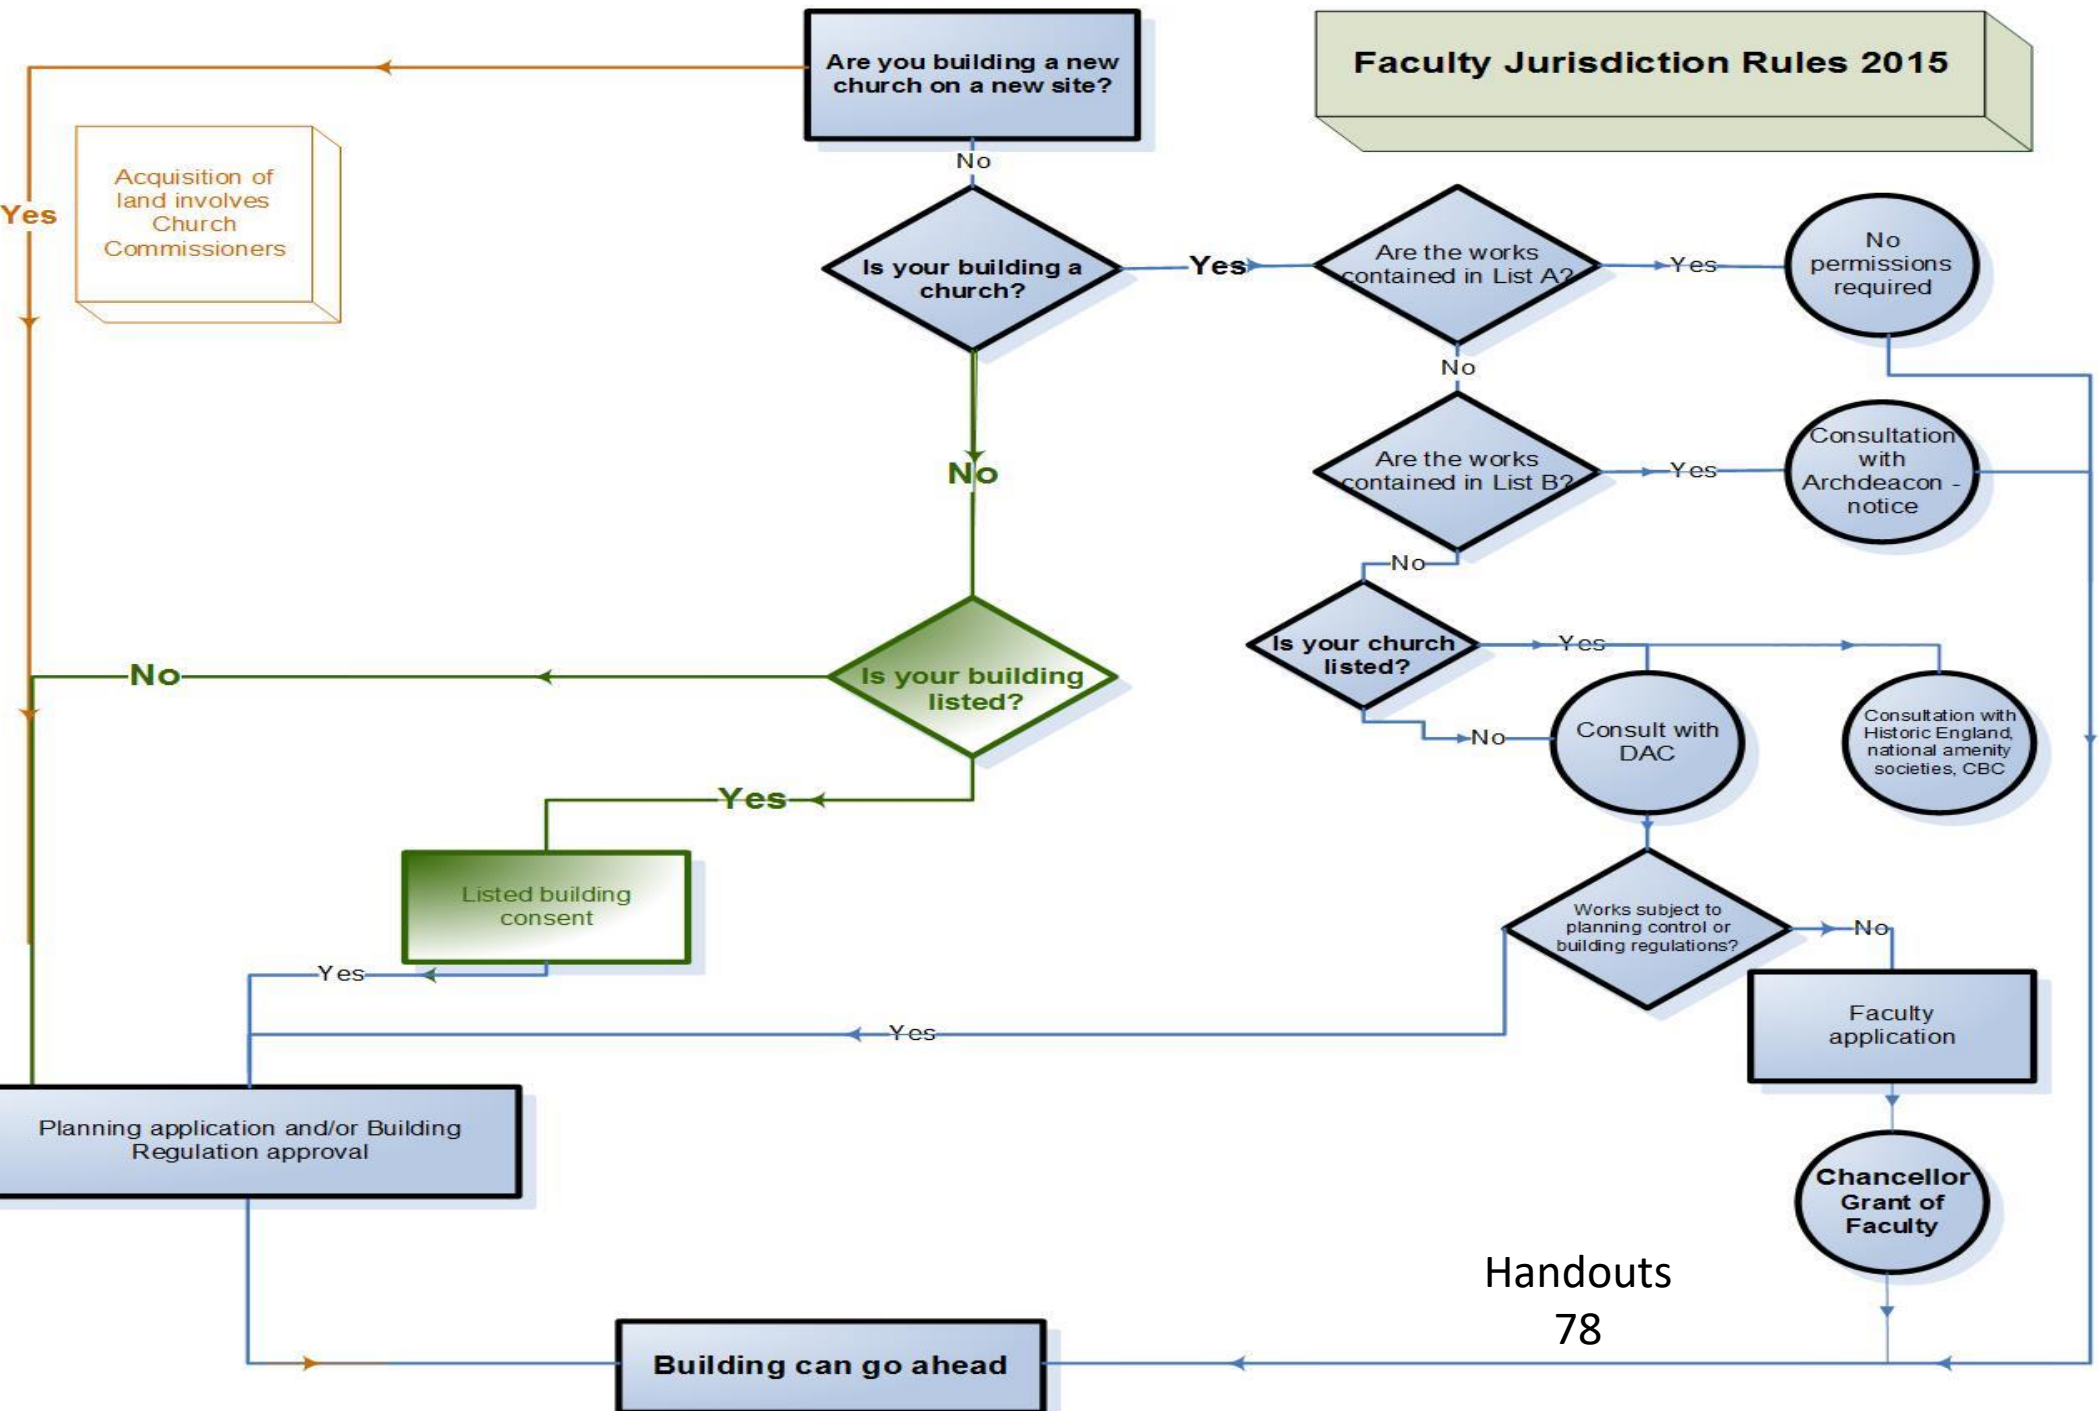 Are you building a new
church on a new site?
Faculty Jurisdiction Rules 2015
Yes
Acquisition of
land involves
Church
Commissioners
No
Is your building a
church?
Yes
Are the works
contained in List A?
Yes
No
permissions
required
No
No
Are the works
contained in List B?
Yes
Consultation
with
Archdeacon -
notice
No
Is your church
listed?
Yes
No
Consult with
DAC
Consultation with
Historic England,
national amenity
societies, CBC
No
Is your building
listed?
Yes
Listed building
consent
Yes
Works subject to
planning control or
building regulations?
No
Yes
Faculty
application
Planning application and/or Building
Regulation approval
Chancellor
Grant of
Faculty
Handouts
78
Building can go ahead